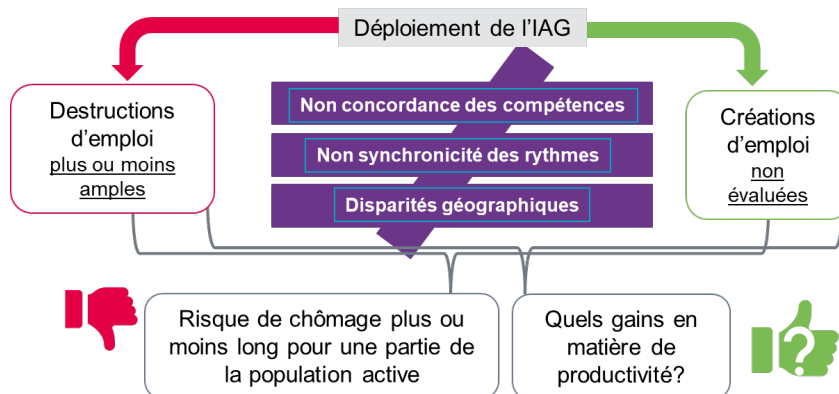 Déploiement de l'IAG
Destructions
d'emploi
plus ou moins
amples
Non concordance des compétences
Non synchronicité des rythmes
Disparités géographiques
Créations
d'emploi
non
évaluées
Risque de chômage plus ou
moins long pour une partie de
la population active
Quels gains en
matière de
productivité?
?